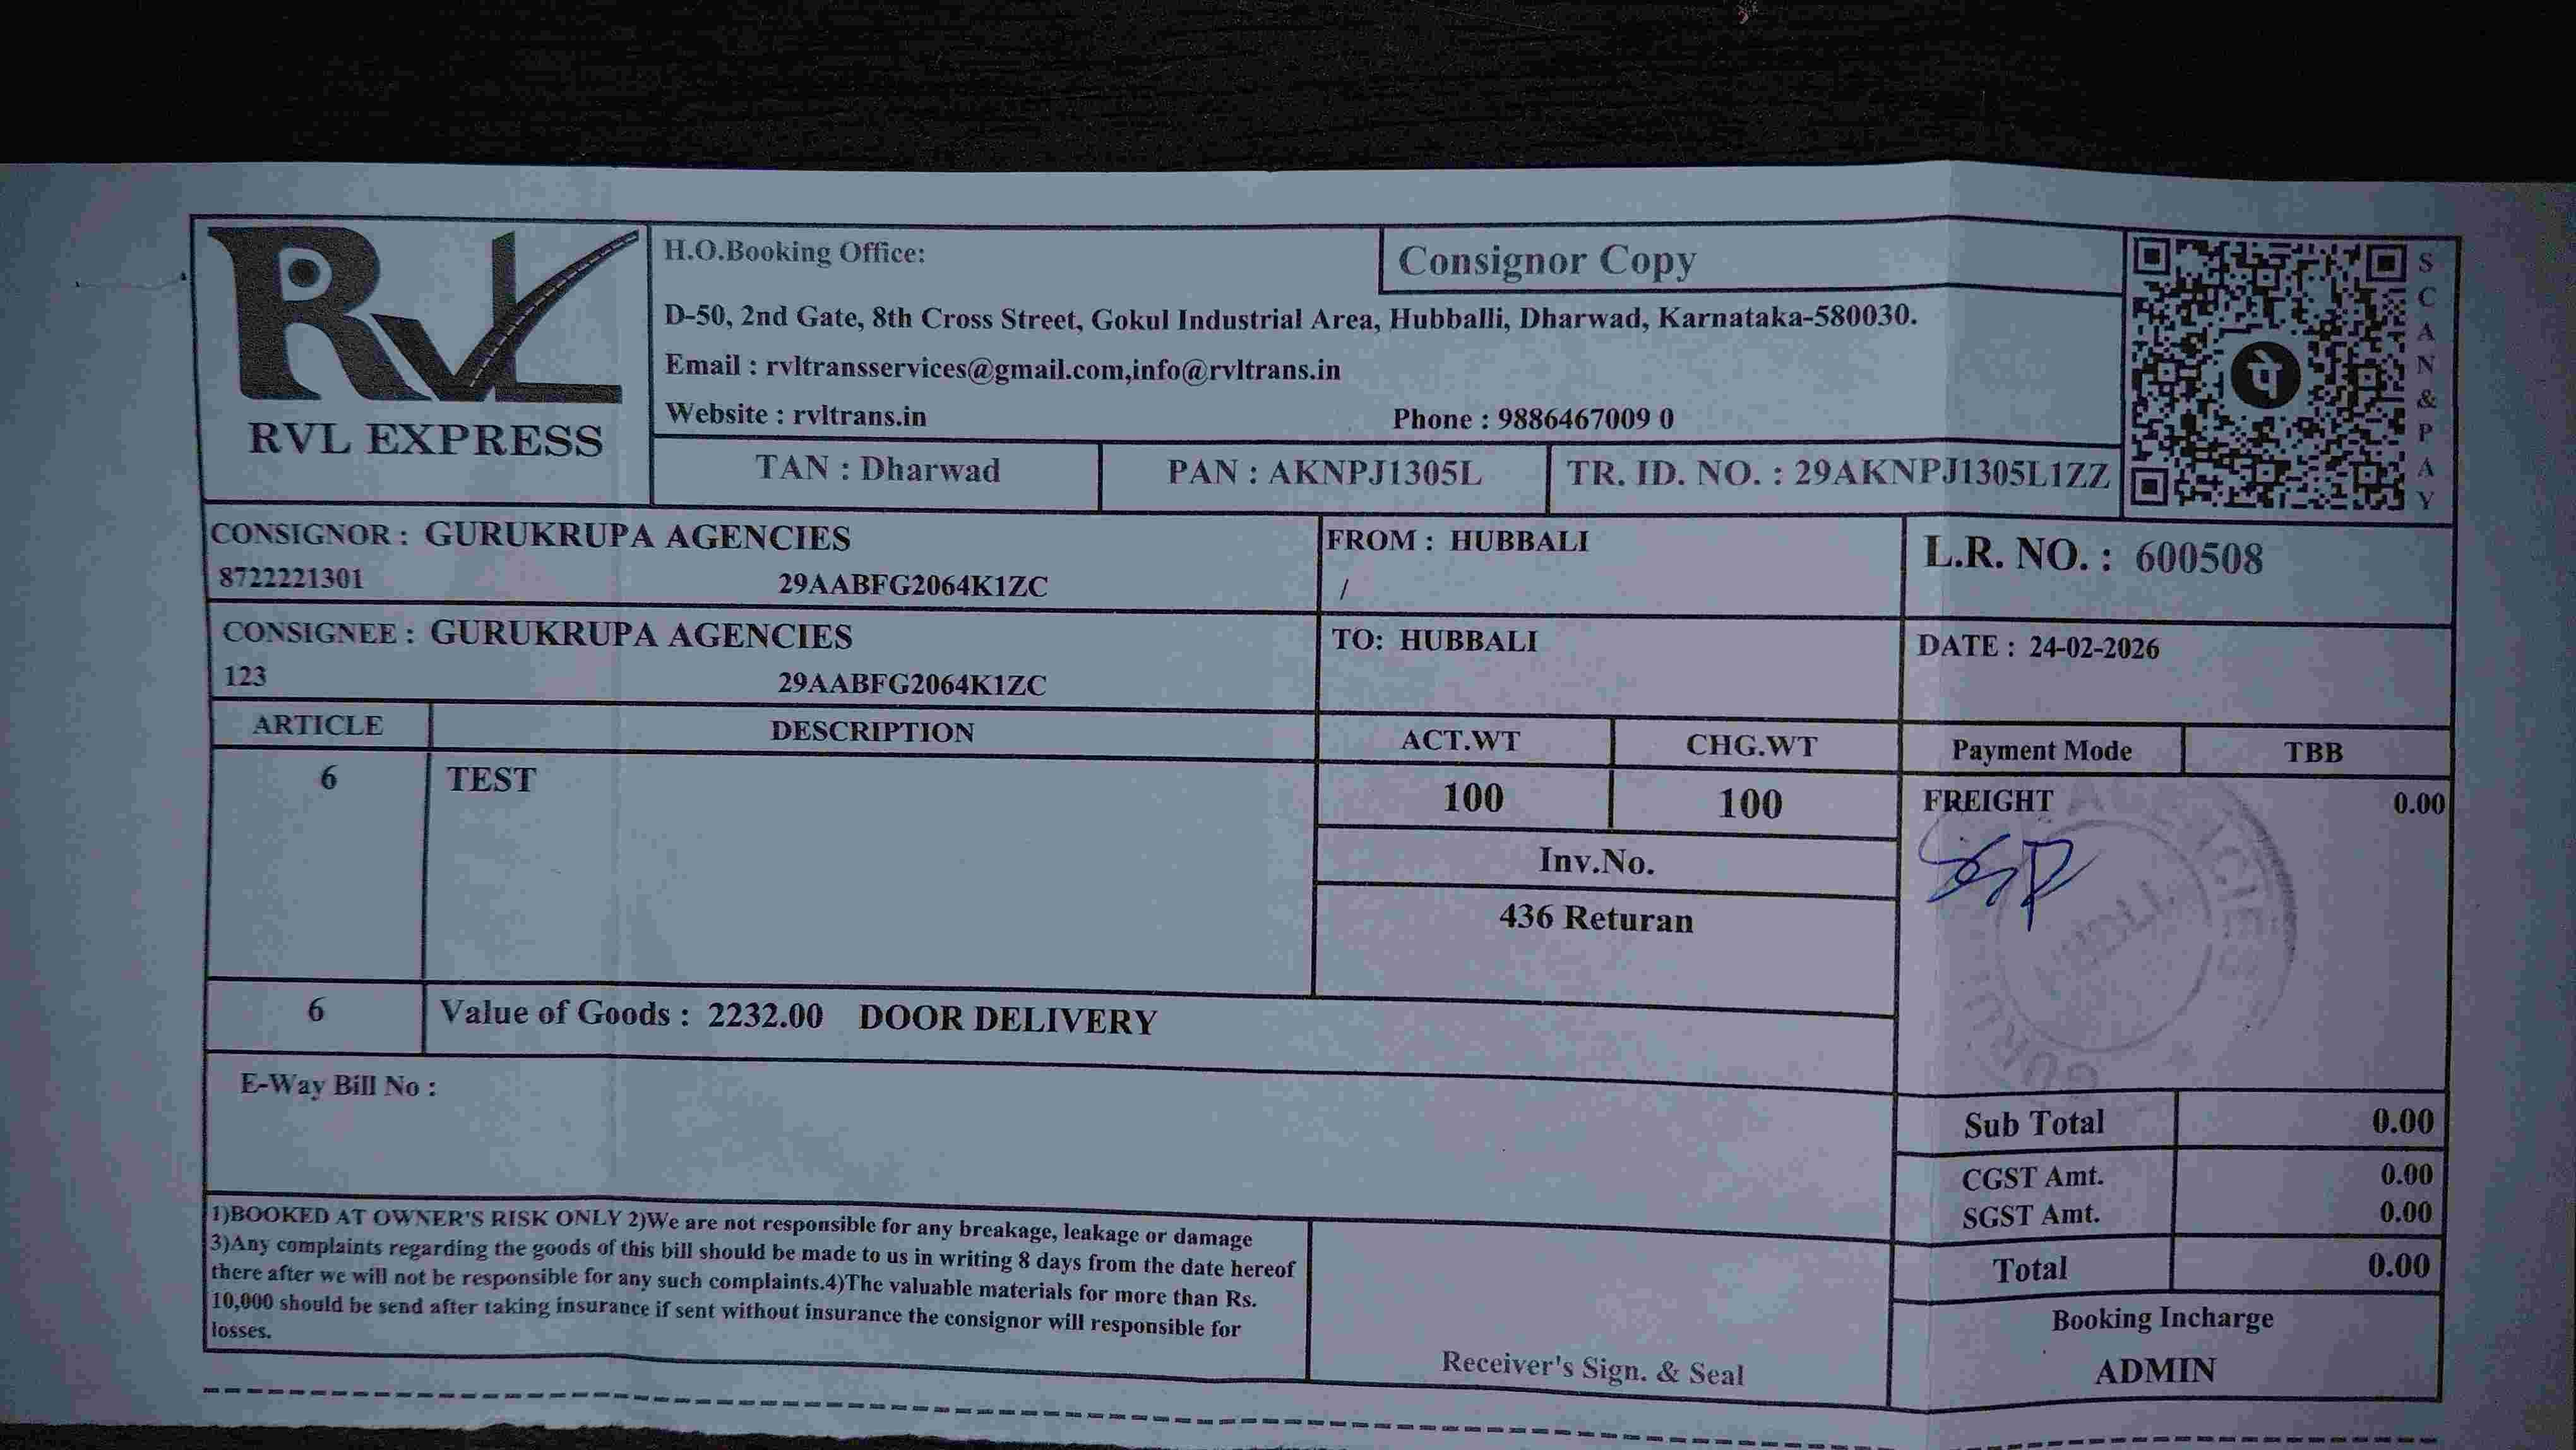 RVL
RVL EXPRESS
H.O.Booking Office:
Consignor Copy
D-50, 2nd Gate, 8th Cross Street, Gokul Industrial Area, Hubballi, Dharwad, Karnataka-580030.
Email : rvltransservices@gmail.com,info@rvltrans.in
Website : rvltrans.in Phone : 9886467009 0
TAN : Dharwad PAN : AKNPJ1305L TR. ID. NO. : 29AKNPJ1305L1ZZ
पे
SCAN&PAY
CONSIGNOR : GURUKRUPA AGENCIES FROM : HUBBALI L.R. NO. : 600508
8722221301 29AABFG2064K1ZC /
CONSIGNEE : GURUKRUPA AGENCIES TO: HUBBALI DATE : 24-02-2026
123 29AABFG2064K1ZC
ARTICLE DESCRIPTION ACT.WT CHG.WT Payment Mode TBB
6 TEST 100 100 FREIGHT 0.00
Inv.No.
436 Returan
6 Value of Goods : 2232.00 DOOR DELIVERY
E-Way Bill No :
Sub Total 0.00
CGST Amt. 0.00
SGST Amt. 0.00
Total 0.00
1)BOOKED AT OWNER'S RISK ONLY 2)We are not responsible for any breakage, leakage or damage
3)Any complaints regarding the goods of this bill should be made to us in writing 8 days from the date hereof
there after we will not be responsible for any such complaints.4)The valuable materials for more than Rs.
10,000 should be send after taking insurance if sent without insurance the consignor will responsible for
losses.
Receiver's Sign. & Seal
Booking Incharge
ADMIN